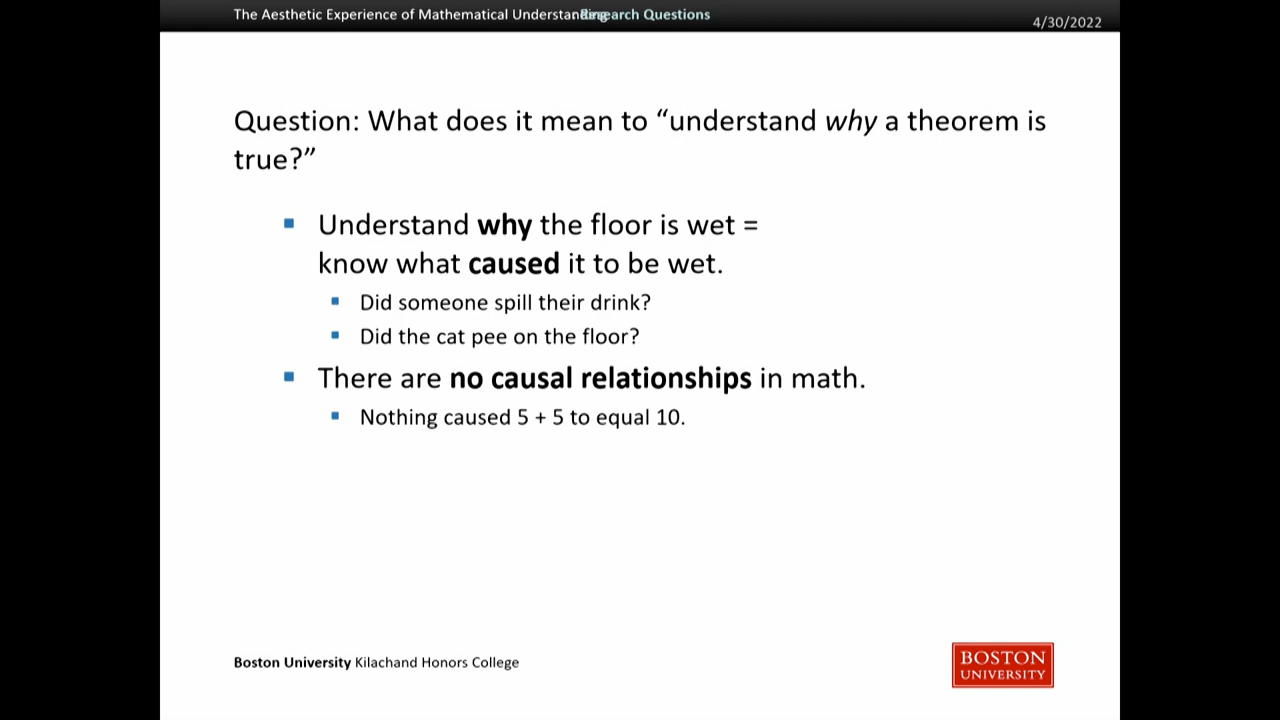 The Aesthetic Experience of Mathematical Understanding Research Questions
4/30/2022
Question: What does it mean to “understand why a theorem is
true?”
Understand why the floor is wet =
know what caused it to be wet.
Did someone spill their drink?
Did the cat pee on the floor?
There are no causal relationships in math.
Nothing caused 5 + 5 to equal 10.
Boston University Kilachand Honors College
BOSTON
UNIVERSITY